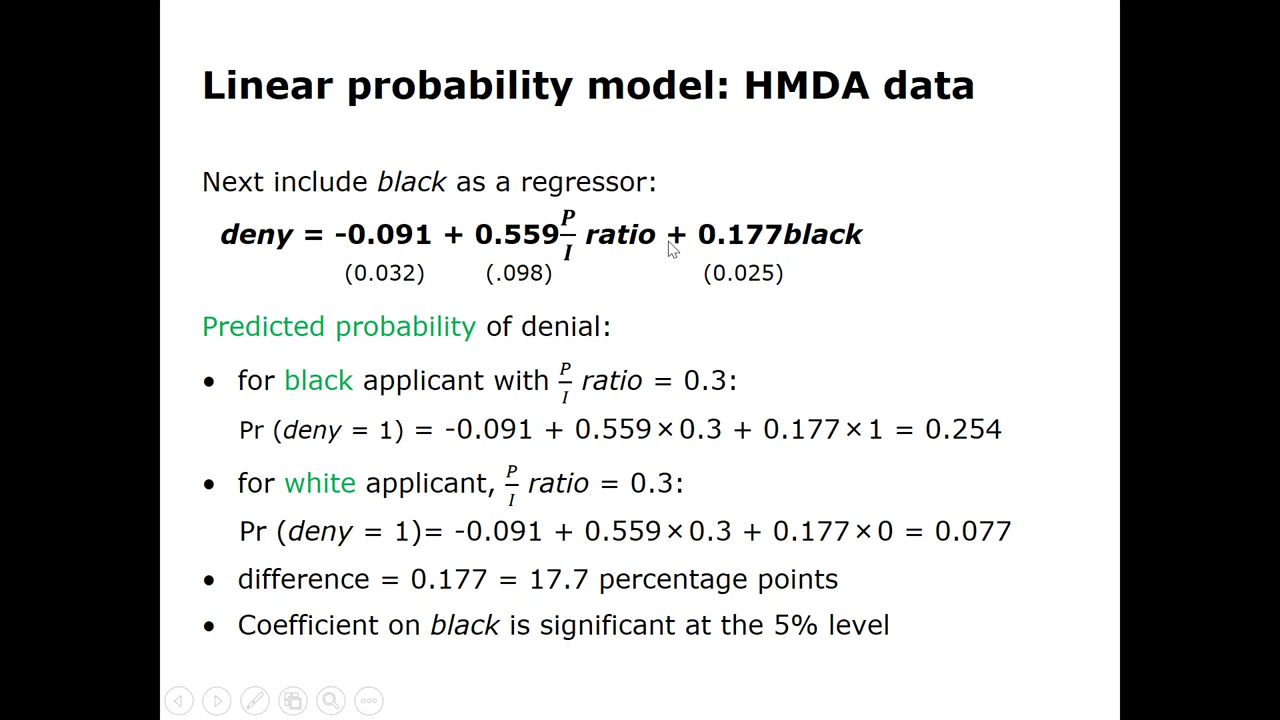 Linear probability model: HMDA data
Next include black as a regressor:
deny = -0.091 + 0.559 P/I ratio + 0.177black
(0.032) (.098) (0.025)
Predicted probability of denial:
• for black applicant with P/I ratio = 0.3:
Pr (deny = 1) = -0.091 + 0.559×0.3 + 0.177×1 = 0.254
• for white applicant, P/I ratio = 0.3:
Pr (deny = 1)= -0.091 + 0.559×0.3 + 0.177×0 = 0.077
• difference = 0.177 = 17.7 percentage points
• Coefficient on black is significant at the 5% level